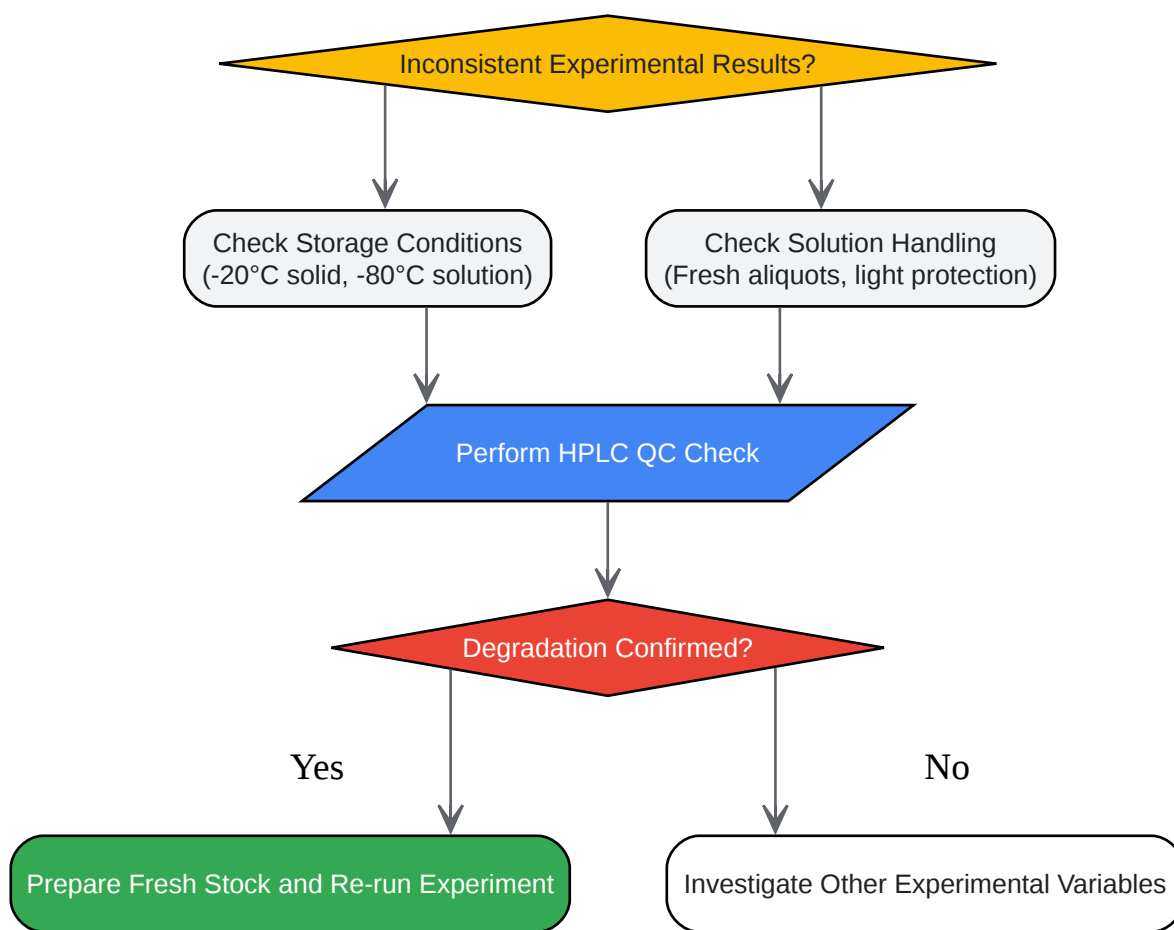 Inconsistent Experimental Results?
Check Storage Conditions
(-20°C solid, -80°C solution)
Check Solution Handling
(Fresh aliquots, light protection)
Perform HPLC QC Check
Degradation Confirmed?
Yes
No
Prepare Fresh Stock and Re-run Experiment
Investigate Other Experimental Variables